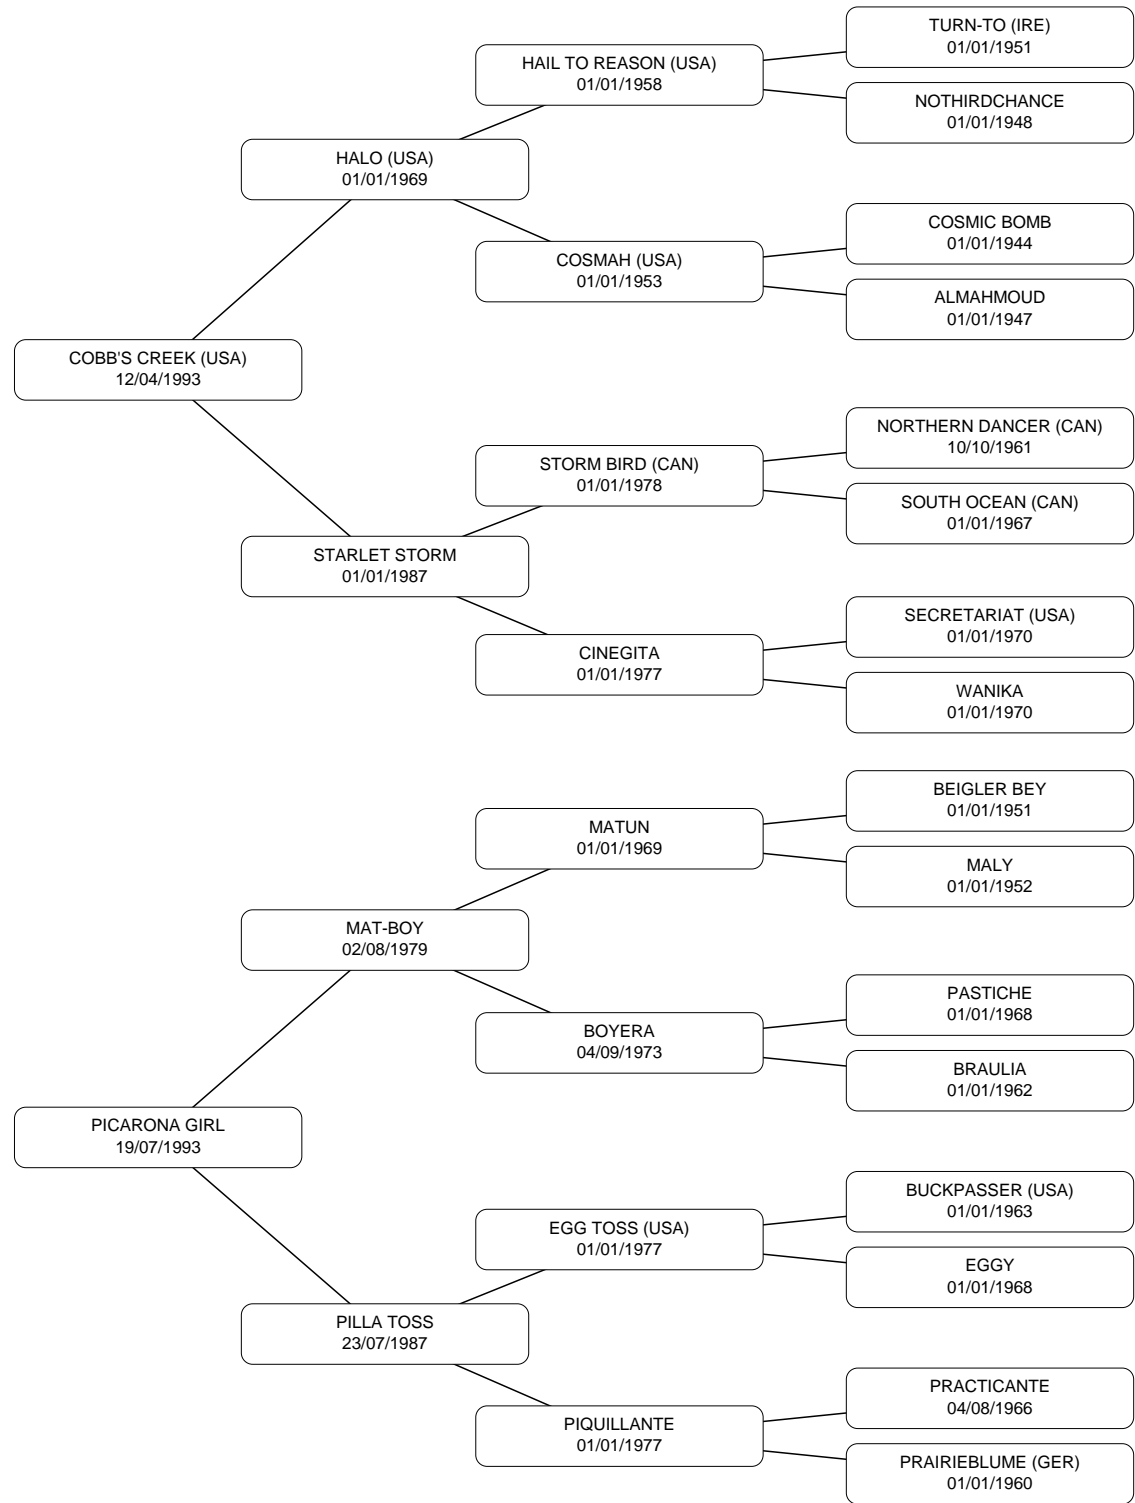 TURN-TO (IRE)
01/01/1951
HAIL TO REASON (USA)
01/01/1958
NOTHIRDCHANCE
01/01/1948
HALO (USA)
01/01/1969
COSMIC BOMB
01/01/1944
COSMAH (USA)
01/01/1953
ALMAHMOUD
01/01/1947
COBB'S CREEK (USA)
12/04/1993
NORTHERN DANCER (CAN)
10/10/1961
STORM BIRD (CAN)
01/01/1978
SOUTH OCEAN (CAN)
01/01/1967
STARLET STORM
01/01/1987
SECRETARIAT (USA)
01/01/1970
CINEGITA
01/01/1977
WANIKA
01/01/1970
BEIGLER BEY
01/01/1951
MATUN
01/01/1969
MALY
01/01/1952
MAT-BOY
02/08/1979
PASTICHE
01/01/1968
BOYERA
04/09/1973
BRAULIA
01/01/1962
PICARONA GIRL
19/07/1993
BUCKPASSER (USA)
01/01/1963
EGG TOSS (USA)
01/01/1977
EGGY
01/01/1968
PILLA TOSS
23/07/1987
PRACTICANTE
04/08/1966
PIQUILLANTE
01/01/1977
PRAIRIEBLUME (GER)
01/01/1960